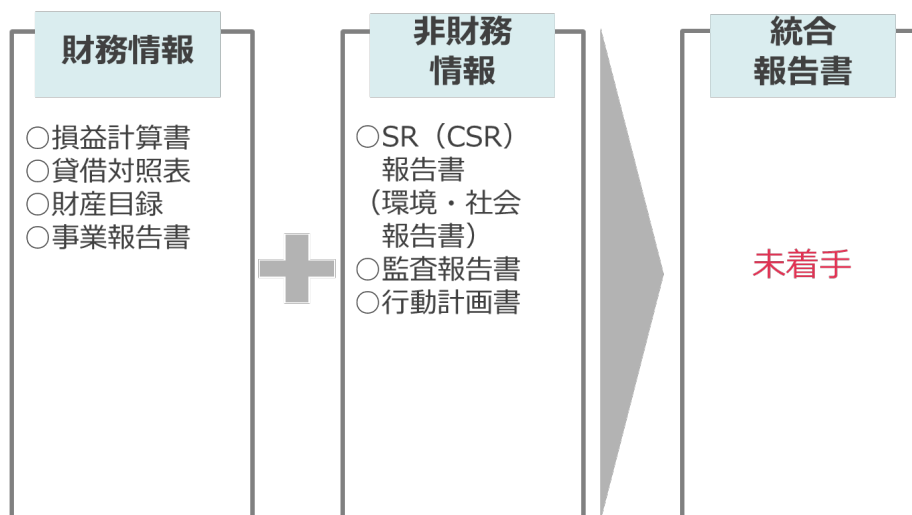 財務情報
○損益計算書
○貸借対照表
○財産目録
○事業報告書
非財務
情報
○SR（CSR）
報告書
（環境・社会
報告書）
○監査報告書
○行動計画書
統合
報告書
未着手